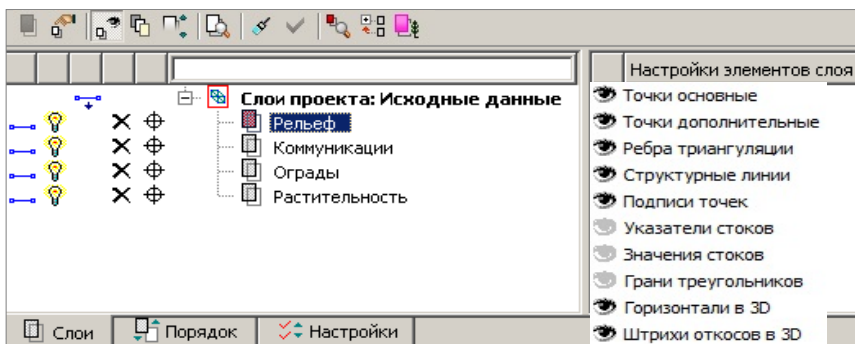 Настройки элементов слоя
Слои проекта: Исходные данные
Рельеф
Коммуникации
Ограды
Растительность
Точки основные
Точки дополнительные
Ребра триангуляции
Структурные линии
Подписи точек
Указатели стоков
Значения стоков
Грани треугольников
Горизонтали в 3D
Штрихи откосов в 3D
Слои
Порядок
Настройки